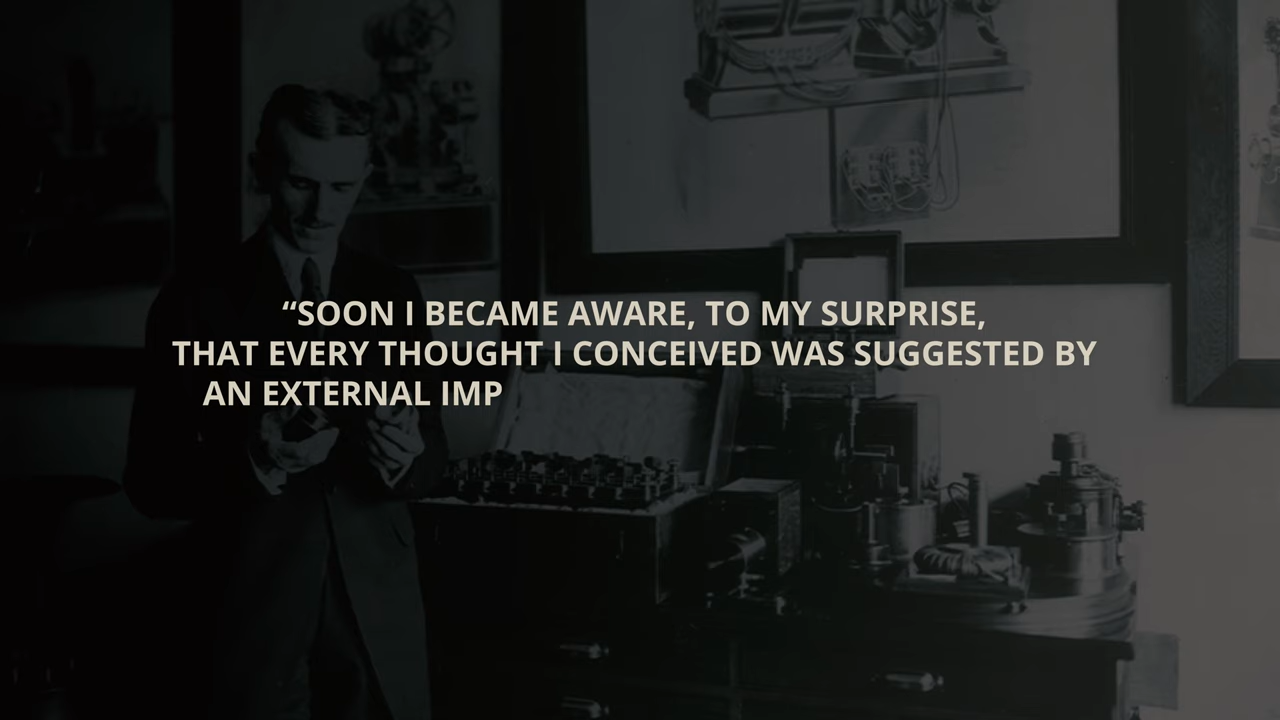 “SOON I BECAME AWARE, TO MY SURPRISE,
THAT EVERY THOUGHT I CONCEIVED WAS SUGGESTED BY
AN EXTERNAL IMP